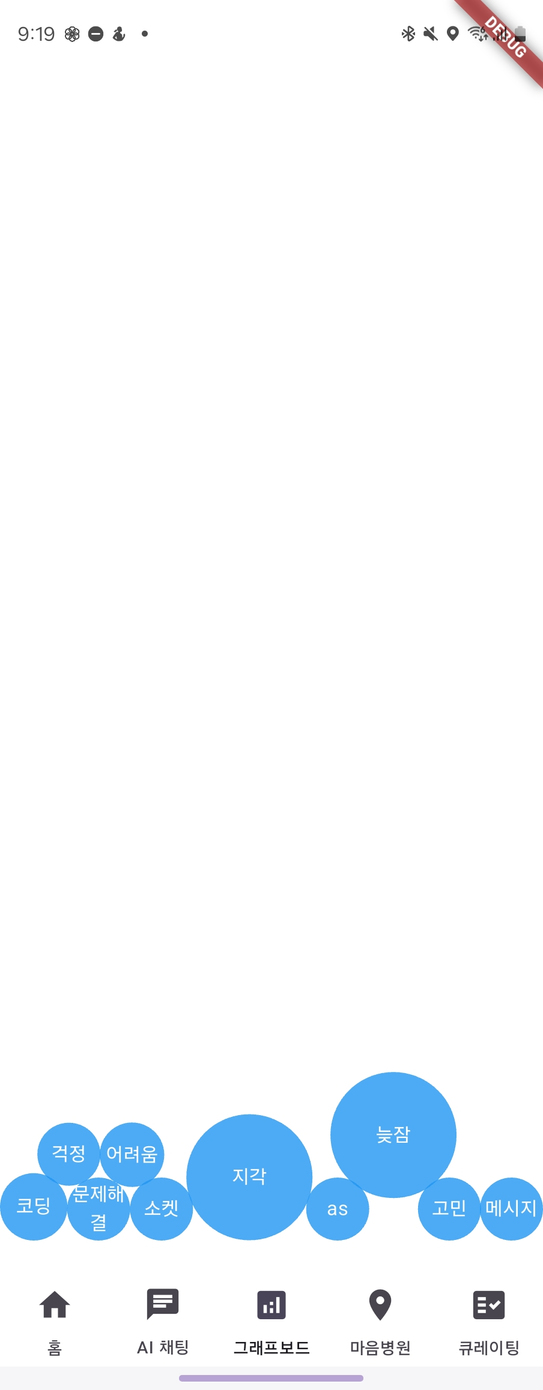 9:19
DEBUG
늦잠
걱정
어려움
지각
코딩
문제해
결
소켓
as
고민
메시지
홈
AI 채팅
그래프보드
마음병원
큐레이팅